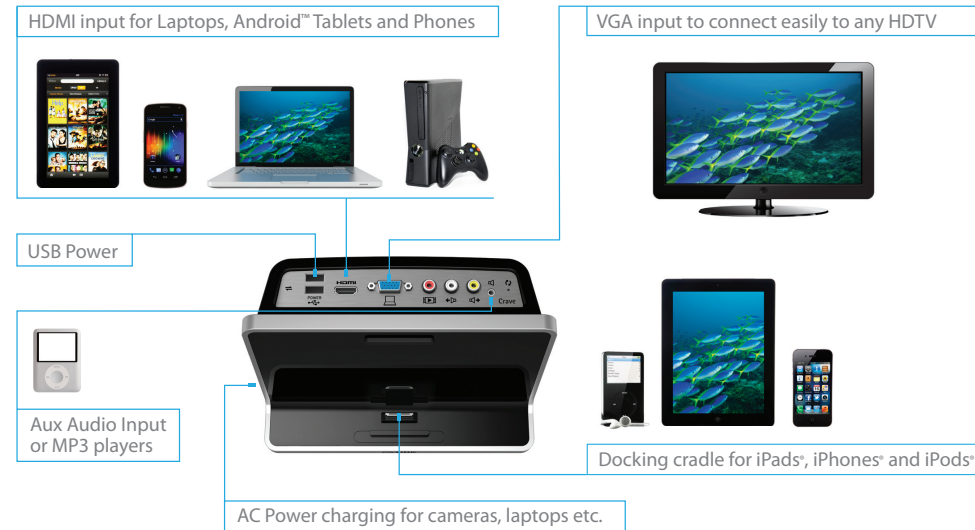 HDMI input for Laptops, Android™ Tablets and Phones
VGA input to connect easily to any HDTV
USB Power
HDMI
POWER
Crave
Aux Audio Input
or MP3 players
Docking cradle for iPads®, iPhones® and iPods®
AC Power charging for cameras, laptops etc.